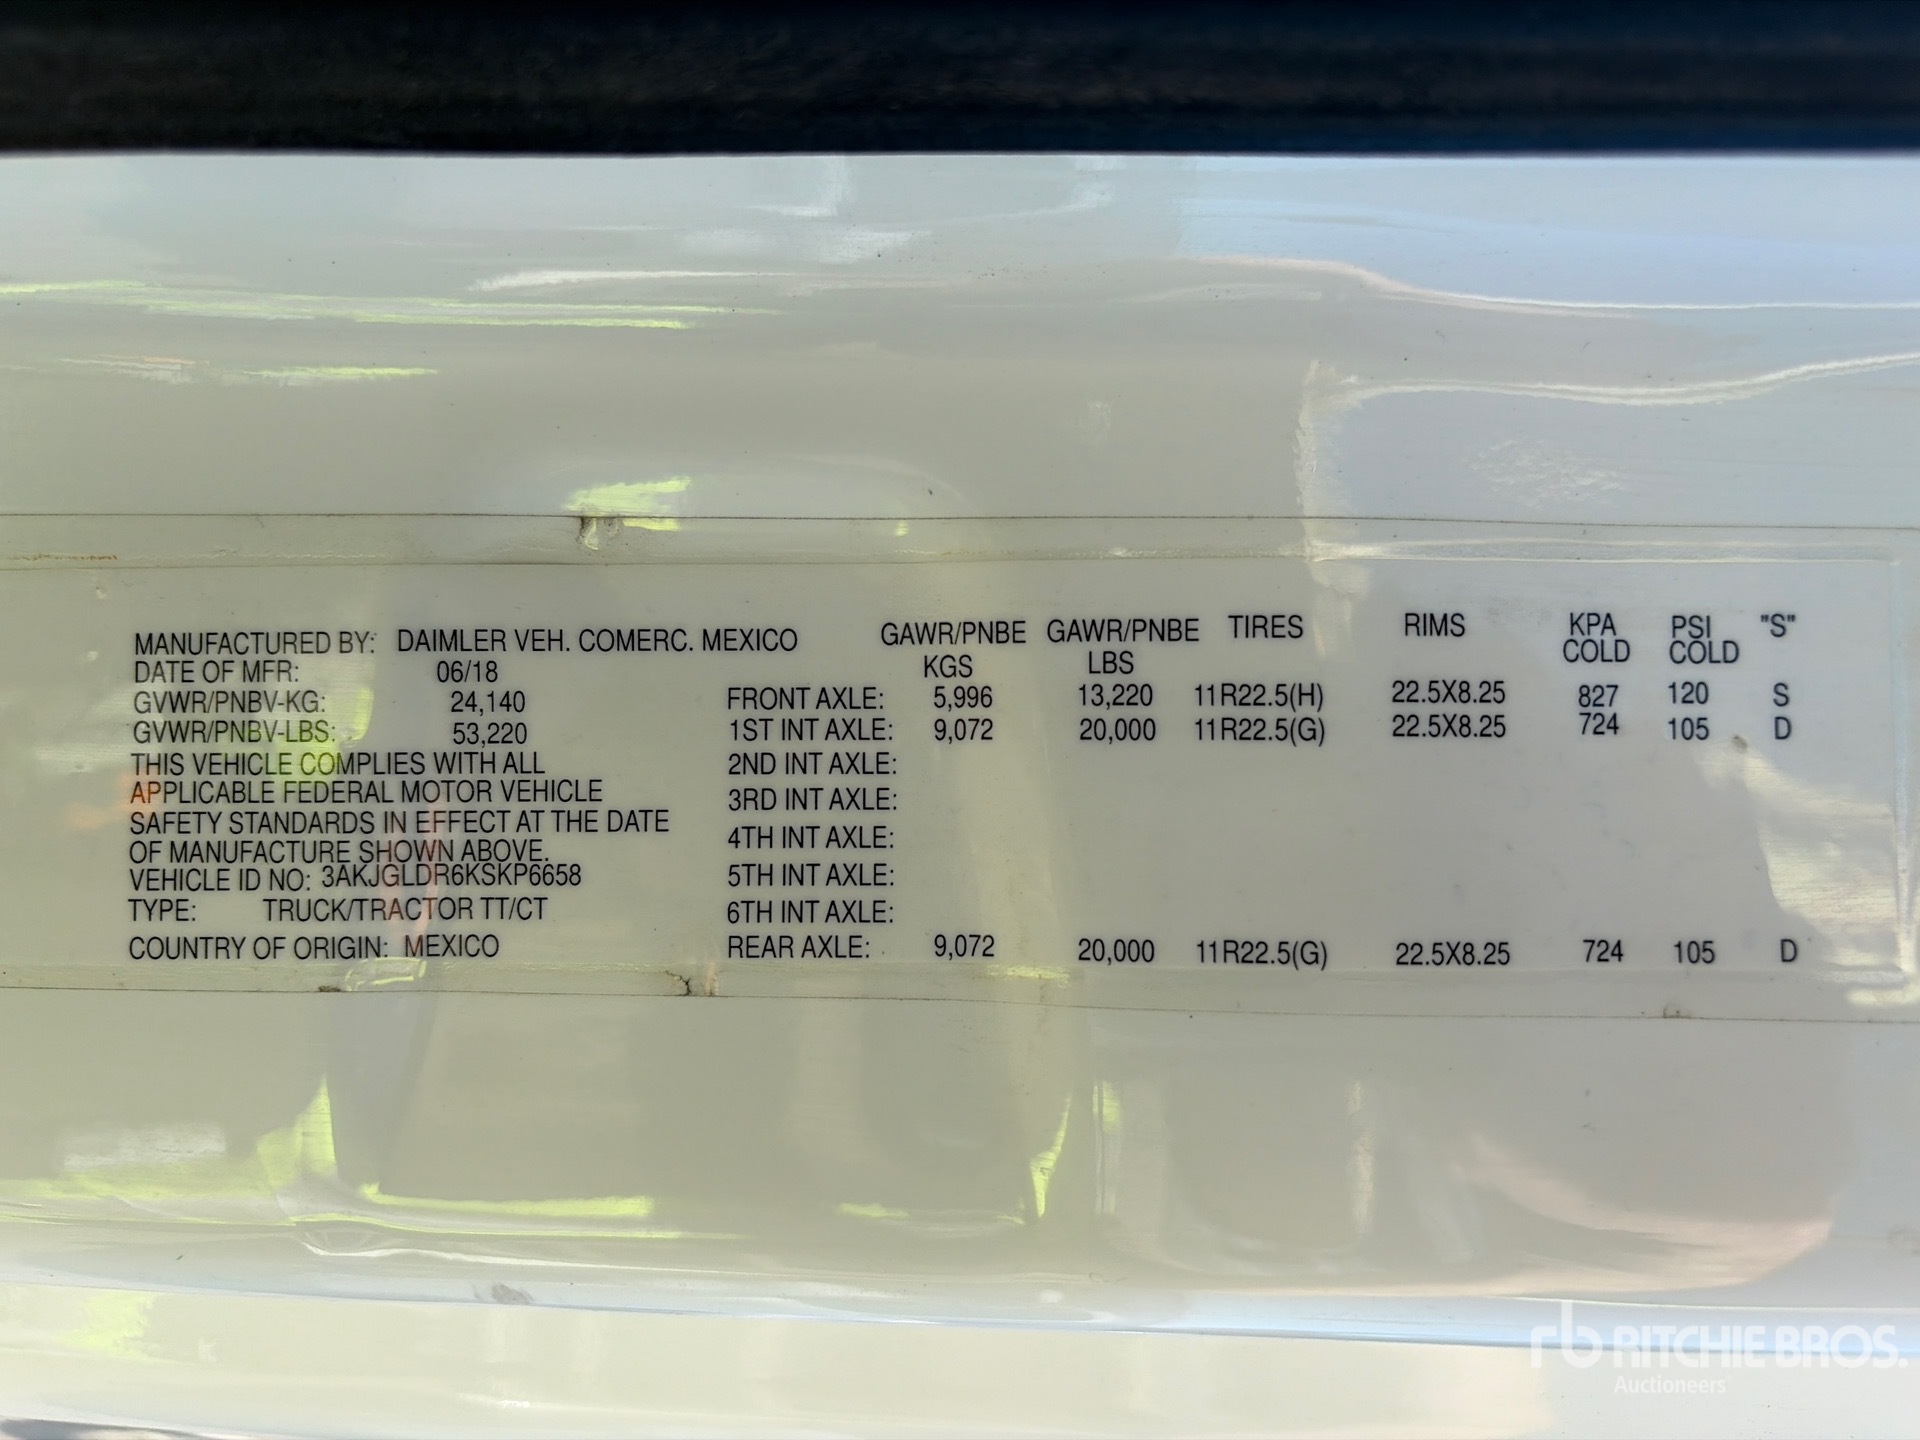 MANUFACTURED BY: DAIMLER VEH. COMERC. MEXICO
DATE OF MFR: 06/18
GVWR/PNBV-KG: 24,140
GVWR/PNBV-LBS: 53,220
THIS VEHICLE COMPLIES WITH ALL
APPLICABLE FEDERAL MOTOR VEHICLE
SAFETY STANDARDS IN EFFECT AT THE DATE
OF MANUFACTURE SHOWN ABOVE.
VEHICLE ID NO: 3AKJGLDR6KSKP6658
TYPE: TRUCK/TRACTOR TT/CT
COUNTRY OF ORIGIN: MEXICO
GAWR/PNBE GAWR/PNBE TIRES RIMS KPA PSI "S"
KGS LBS COLD COLD
FRONT AXLE: 5,996 13,220 11R22.5(H) 22.5X8.25 827 120 S
1ST INT AXLE: 9,072 20,000 11R22.5(G) 22.5X8.25 724 105 D
2ND INT AXLE:
3RD INT AXLE:
4TH INT AXLE:
5TH INT AXLE:
6TH INT AXLE:
REAR AXLE: 9,072 20,000 11R22.5(G) 22.5X8.25 724 105 D
rb RITCHIE BROS.
Auctioneers